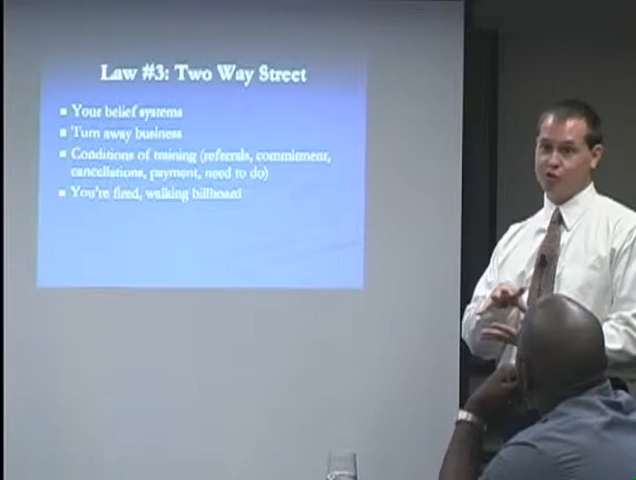 Law #3: Two Way Street
Your belief systems
Turn away business
Conditions of training (referrals, commitment,
cancellations, payment, need to do)
You're fired, walking billboard